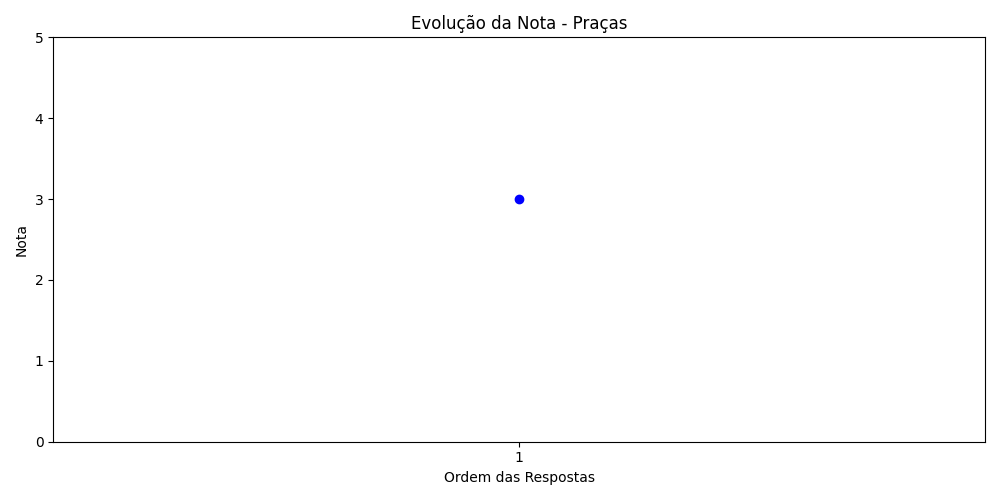 Evolução da Nota - Praças
5
4
3
2
1
0
Nota
1
Ordem das Respostas